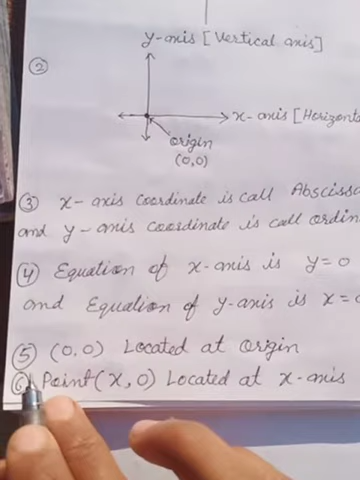 y-axis [Vertical axis]
②
x-axis [Horizonta
origin
(0,0)
③ x-axis coordinate is call Abscissa
and y-axis coordinate is call ordin
④ Equation of x-axis is y=0
and Equation of y-axis is x=0
⑤ (0,0) Located at origin
⑥ Point (x,0) Located at x-axis